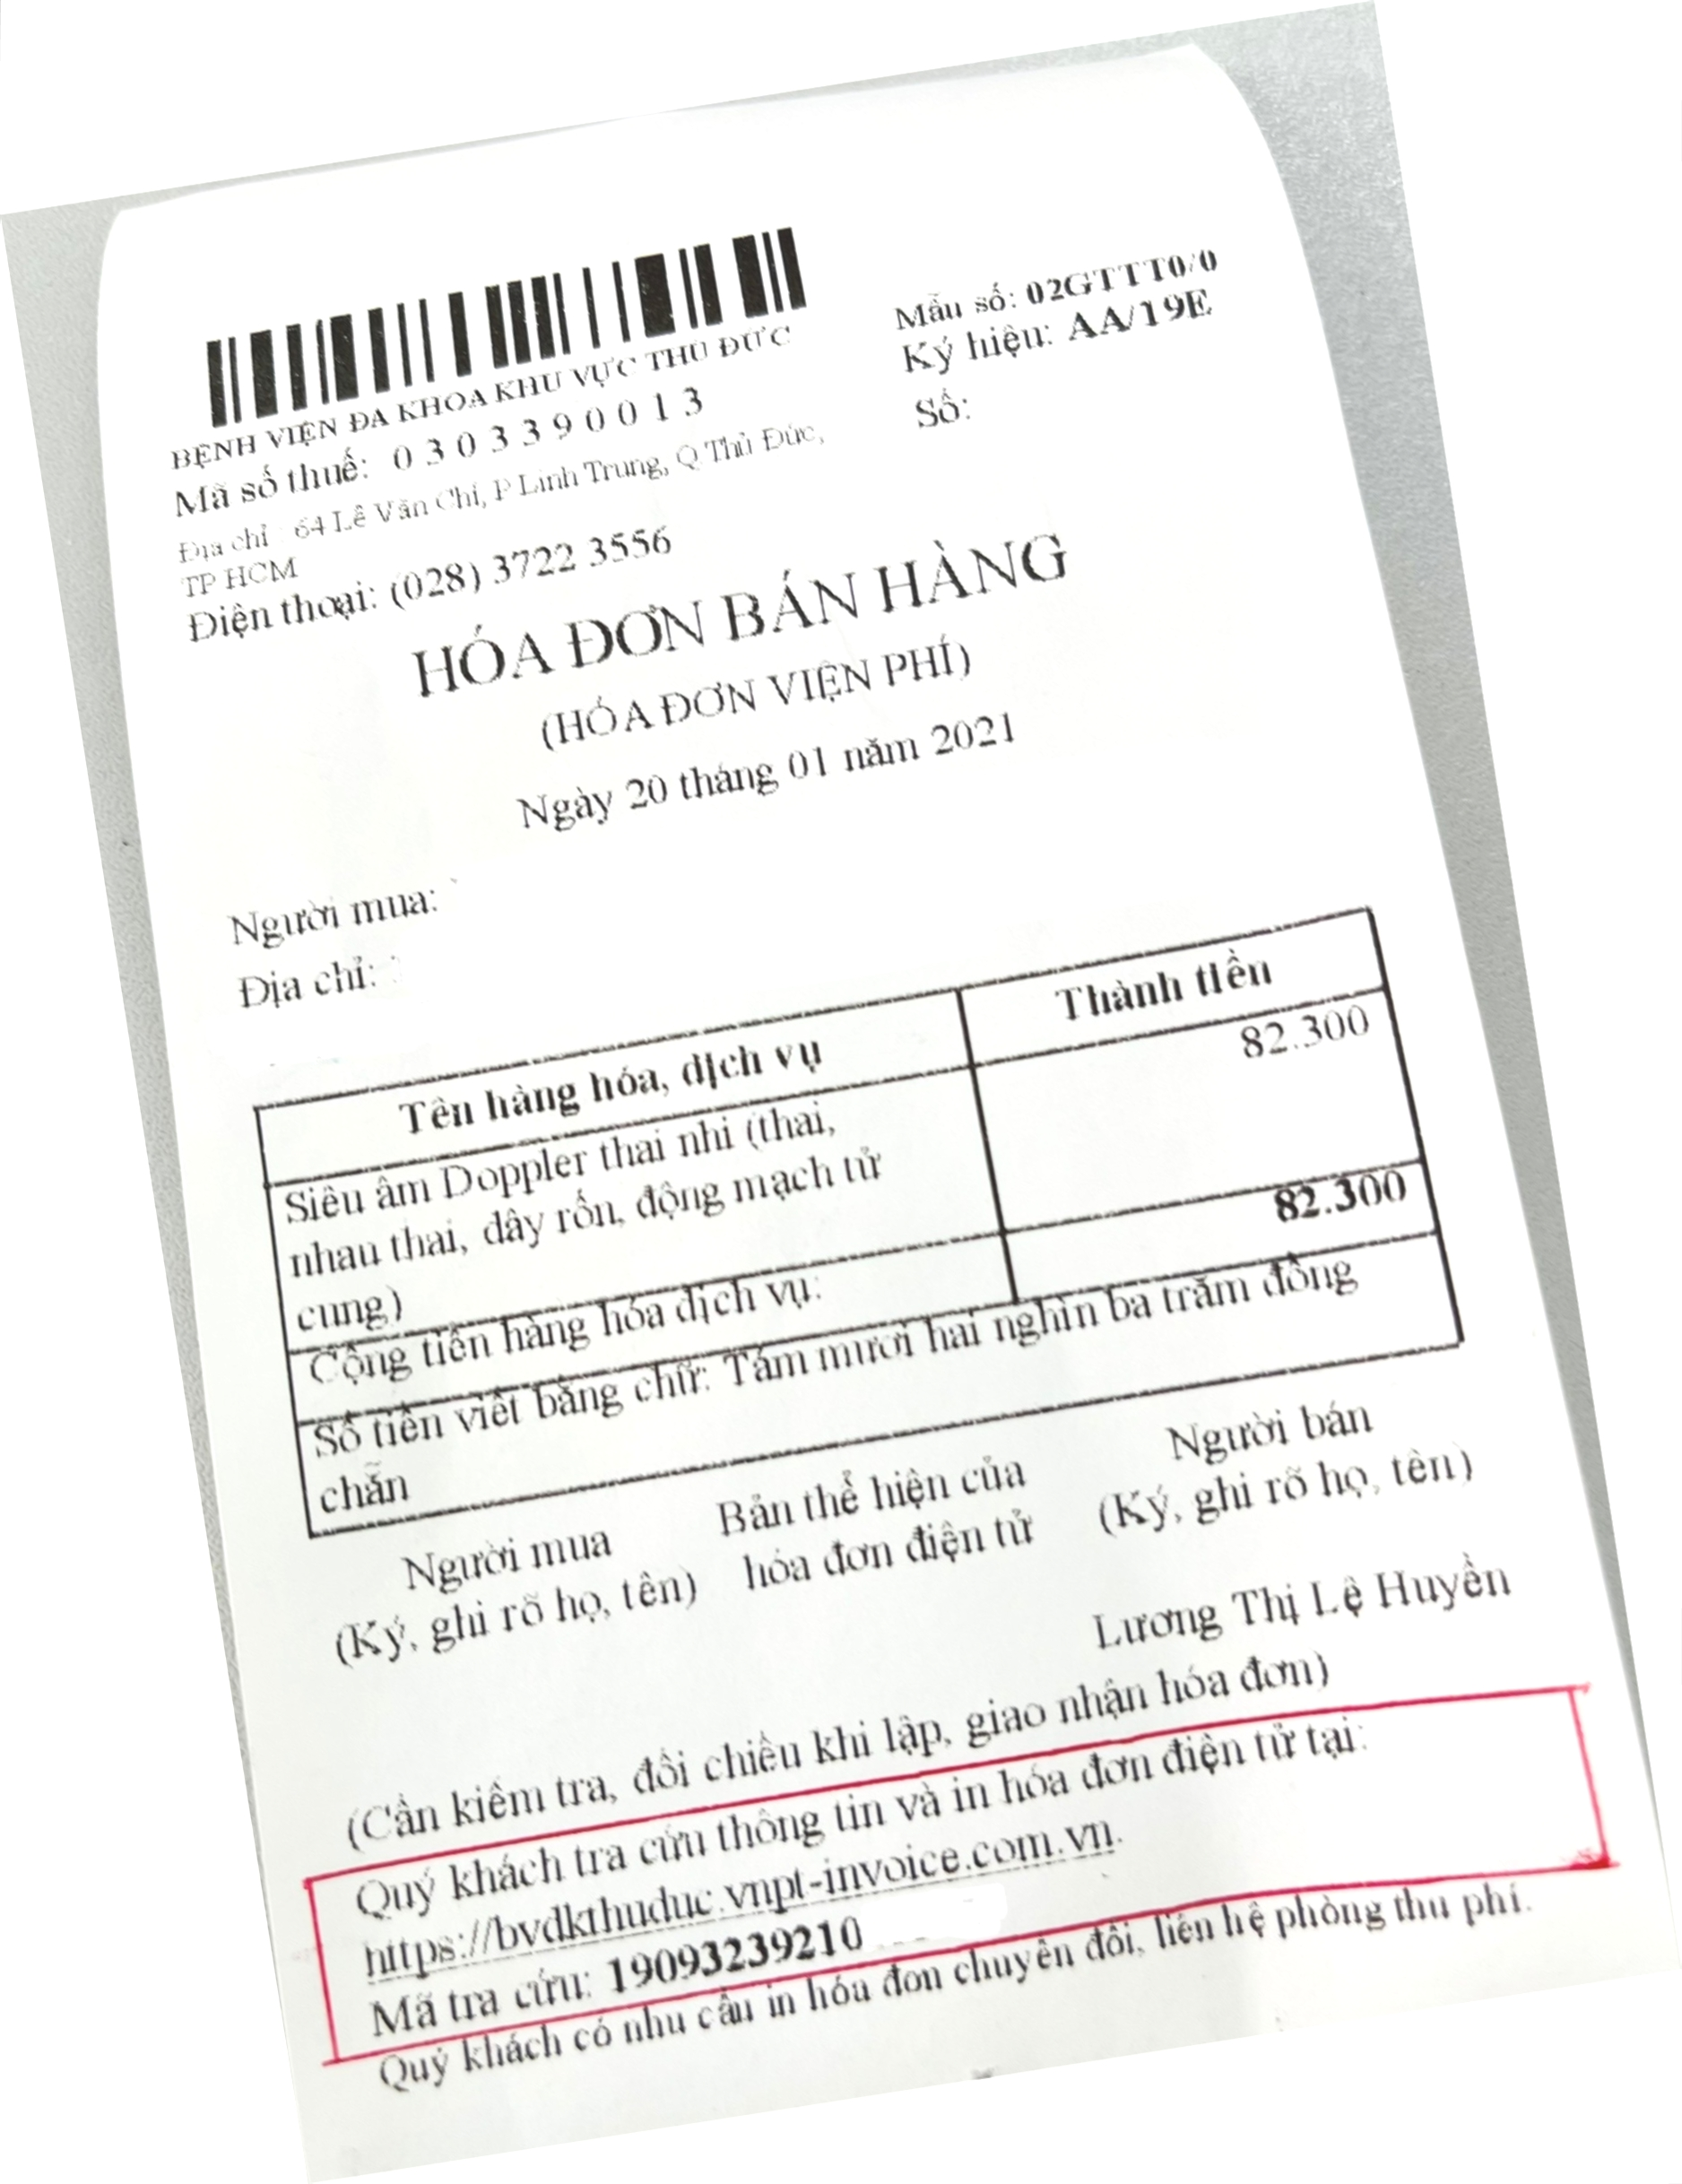 BỆNH VIỆN ĐA KHOA KHU VỰC THỦ ĐỨC
Mã số thuế: 0 3 0 3 3 9 0 0 1 3
Địa chỉ : 64 Lê Văn Chí, P Linh Trung, Q Thủ Đức,
TP HCM
Điện thoại: (028) 3722 3556
Mẫu số: 02GTTT0/0
Ký hiệu: AA/19E
Số:
HÓA ĐƠN BÁN HÀNG
(HÓA ĐƠN VIỆN PHÍ)
Ngày 20 tháng 01 năm 2021
Người mua:
Địa chỉ:
Tên hàng hóa, dịch vụ
Thành tiền
Siêu âm Doppler thai nhi (thai,
nhau thai, dây rốn, động mạch tử
cung)
82.300
Cộng tiền hàng hóa dịch vụ:
82.300
Số tiền viết bằng chữ: Tám mươi hai nghìn ba trăm đồng
chẵn
Người mua
(Ký, ghi rõ họ, tên)
Bản thể hiện của
hóa đơn điện tử
Người bán
(Ký, ghi rõ họ, tên)
Lương Thị Lệ Huyền
(Cần kiểm tra, đối chiếu khi lập, giao nhận hóa đơn)
Quý khách tra cứu thông tin và in hóa đơn điện tử tại:
https://bvdkthuduc.vnpt-invoice.com.vn.
Mã tra cứu: 19093239210
Quý khách có nhu cầu in hóa đơn chuyển đổi, liên hệ phòng thu phí.